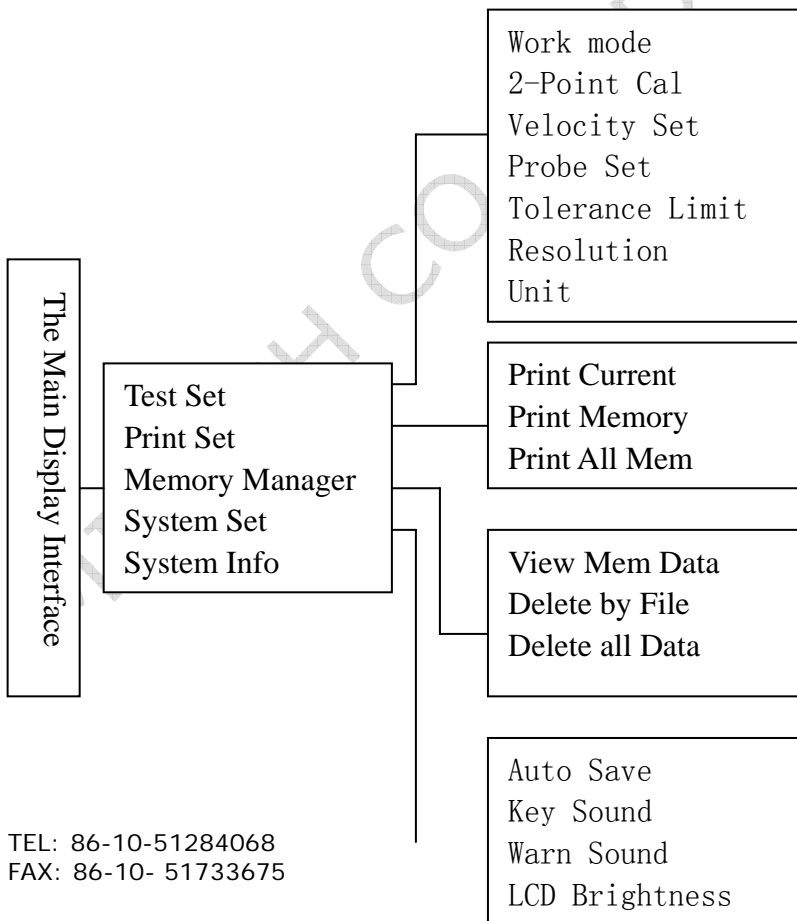 Work mode
2-Point Cal
Velocity Set
Probe Set
Tolerance Limit
Resolution
Unit
The Main Display Interface
Test Set
Print Set
Memory Manager
System Set
System Info
Print Current
Print Memory
Print All Mem
View Mem Data
Delete by File
Delete all Data
Auto Save
Key Sound
Warn Sound
LCD Brightness
TEL: 86-10-51284068
FAX: 86-10- 51733675